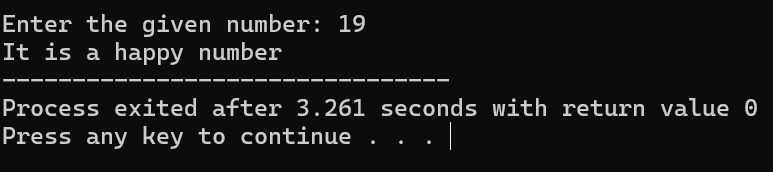 Enter the given number: 19
It is a happy number
--------------------------------
Process exited after 3.261 seconds with return value 0
Press any key to continue . . .